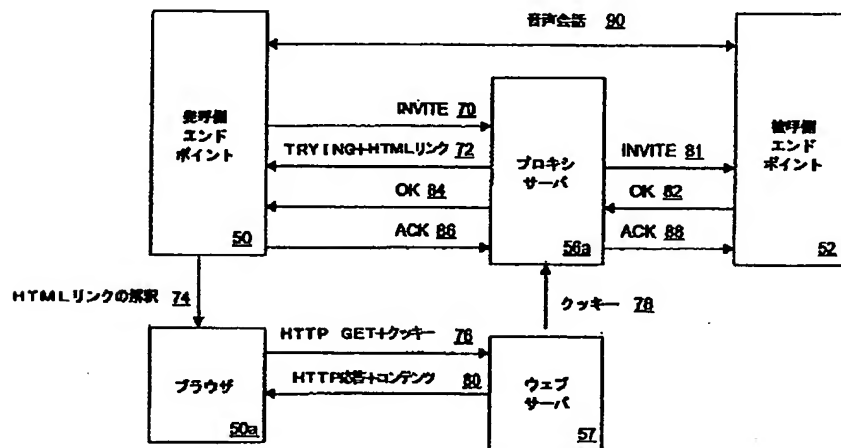 音声会話 90
発呼側
エンド
ポイント
50
INVITE 70
TRYING+HTMLリンク 72
OK 84
ACK 86
プロキシ
サーバ
56a
INVITE 81
OK 82
ACK 88
被呼側
エンド
ポイント
52
HTMLリンクの解釈 74
クッキー 78
ブラウザ
50a
HTTP GET+クッキー 76
HTTP応答+コンテンツ 80
ウェブ
サーバ
57